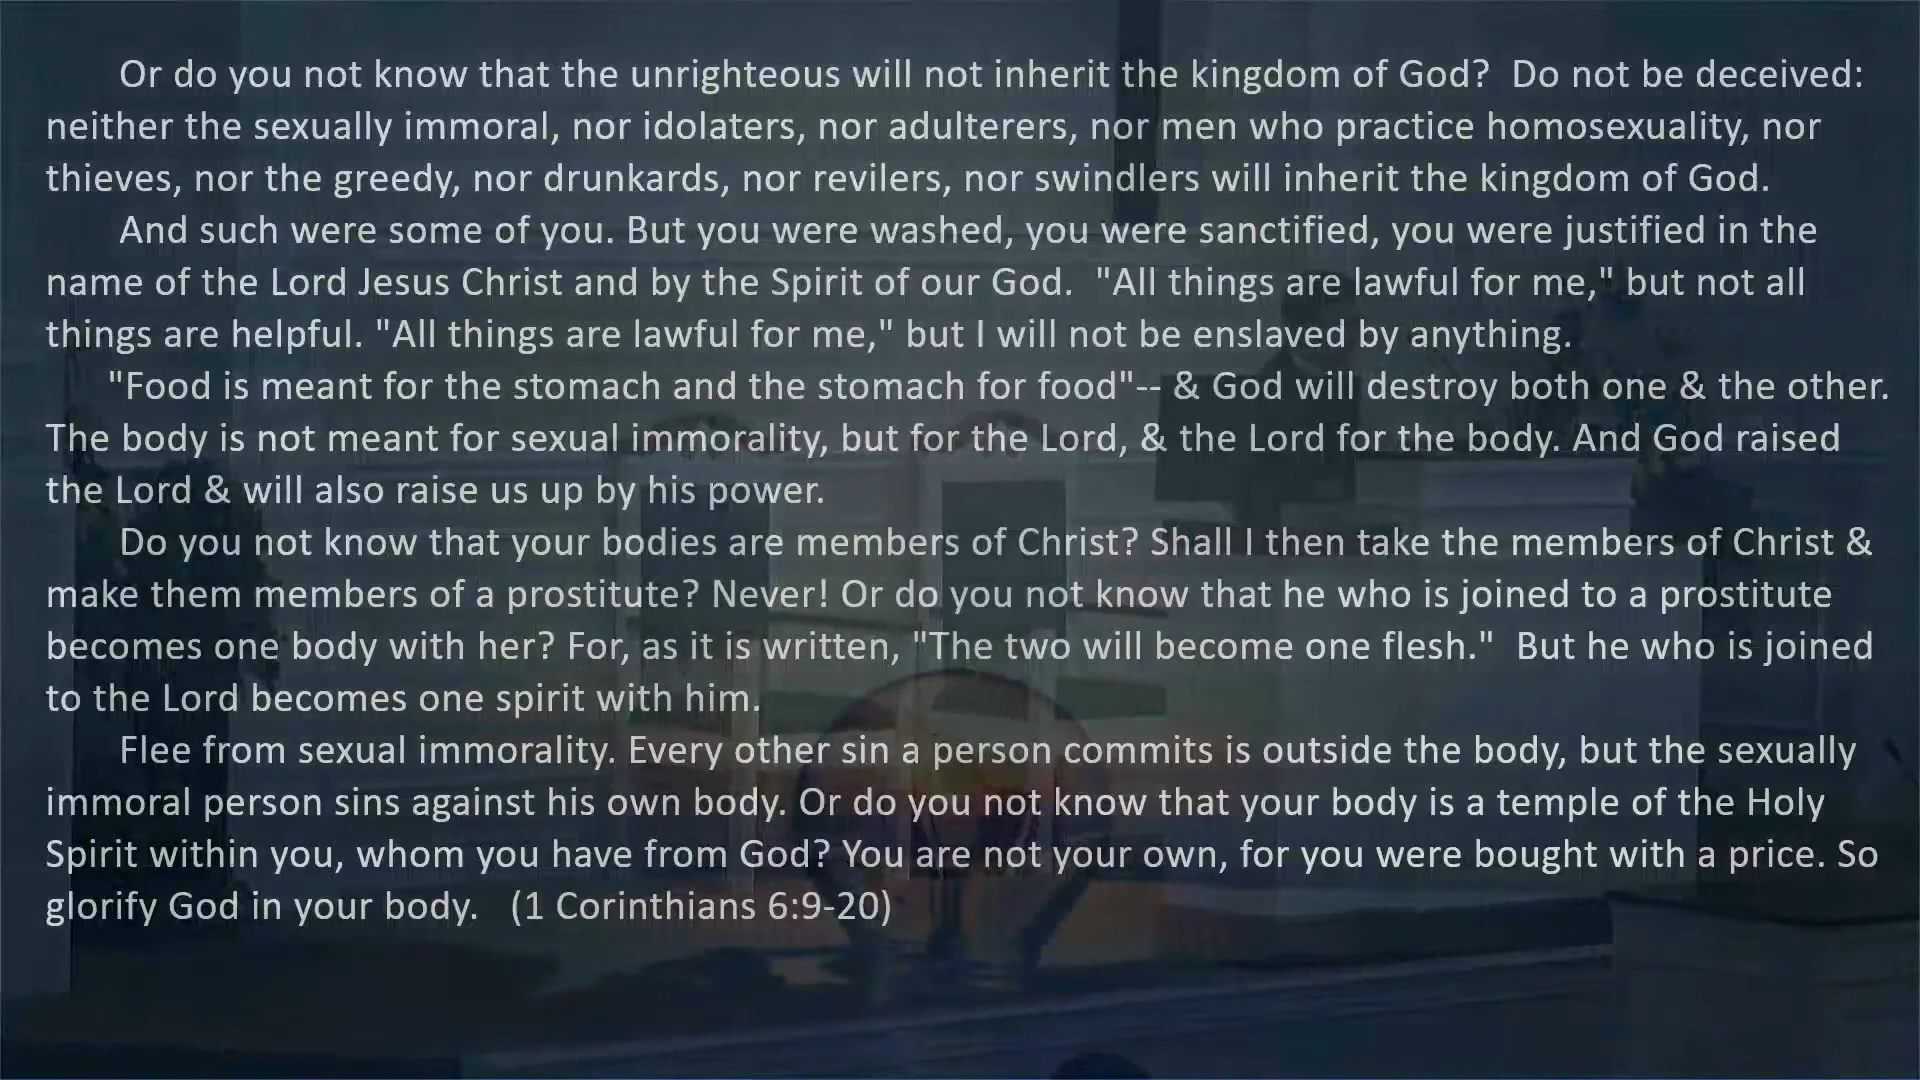 Or do you not know that the unrighteous will not inherit the kingdom of God?  Do not be deceived:
neither the sexually immoral, nor idolaters, nor adulterers, nor men who practice homosexuality, nor
thieves, nor the greedy, nor drunkards, nor revilers, nor swindlers will inherit the kingdom of God.
And such were some of you. But you were washed, you were sanctified, you were justified in the
name of the Lord Jesus Christ and by the Spirit of our God.  "All things are lawful for me," but not all
things are helpful. "All things are lawful for me," but I will not be enslaved by anything.
"Food is meant for the stomach and the stomach for food"-- & God will destroy both one & the other.
The body is not meant for sexual immorality, but for the Lord, & the Lord for the body. And God raised
the Lord & will also raise us up by his power.
Do you not know that your bodies are members of Christ? Shall I then take the members of Christ &
make them members of a prostitute? Never! Or do you not know that he who is joined to a prostitute
becomes one body with her? For, as it is written, "The two will become one flesh."  But he who is joined
to the Lord becomes one spirit with him.
Flee from sexual immorality. Every other sin a person commits is outside the body, but the sexually
immoral person sins against his own body. Or do you not know that your body is a temple of the Holy
Spirit within you, whom you have from God? You are not your own, for you were bought with a price. So
glorify God in your body.   (1 Corinthians 6:9-20)